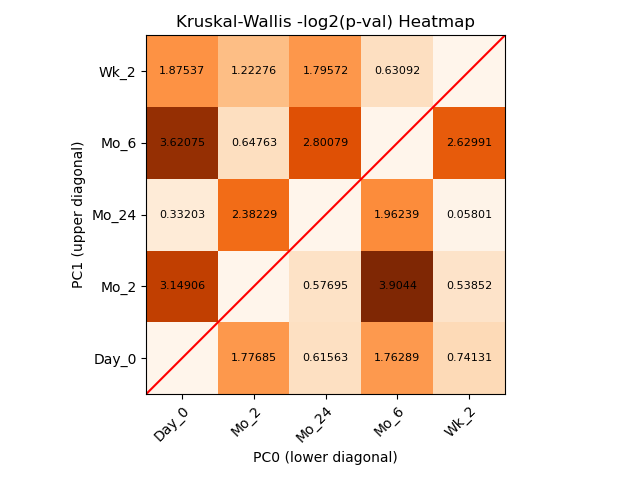 Kruskal-Wallis -log2(p-val) Heatmap
PC1 (upper diagonal)
Wk_2 1.87537 1.22276 1.79572 0.63092
Mo_6 3.62075 0.64763 2.80079 2.62991
Mo_24 0.33203 2.38229 1.96239 0.05801
Mo_2 3.14906 0.57695 3.9044 0.53852
Day_0 1.77685 0.61563 1.76289 0.74131
Day_0 Mo_2 Mo_24 Mo_6 Wk_2
PC0 (lower diagonal)